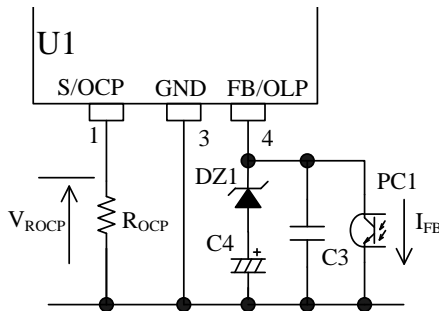 U1
S/OCP GND FB/OLP
1 3 4
DZ1 PC1
V_ROCP R_OCP C4 + C3 I_FB